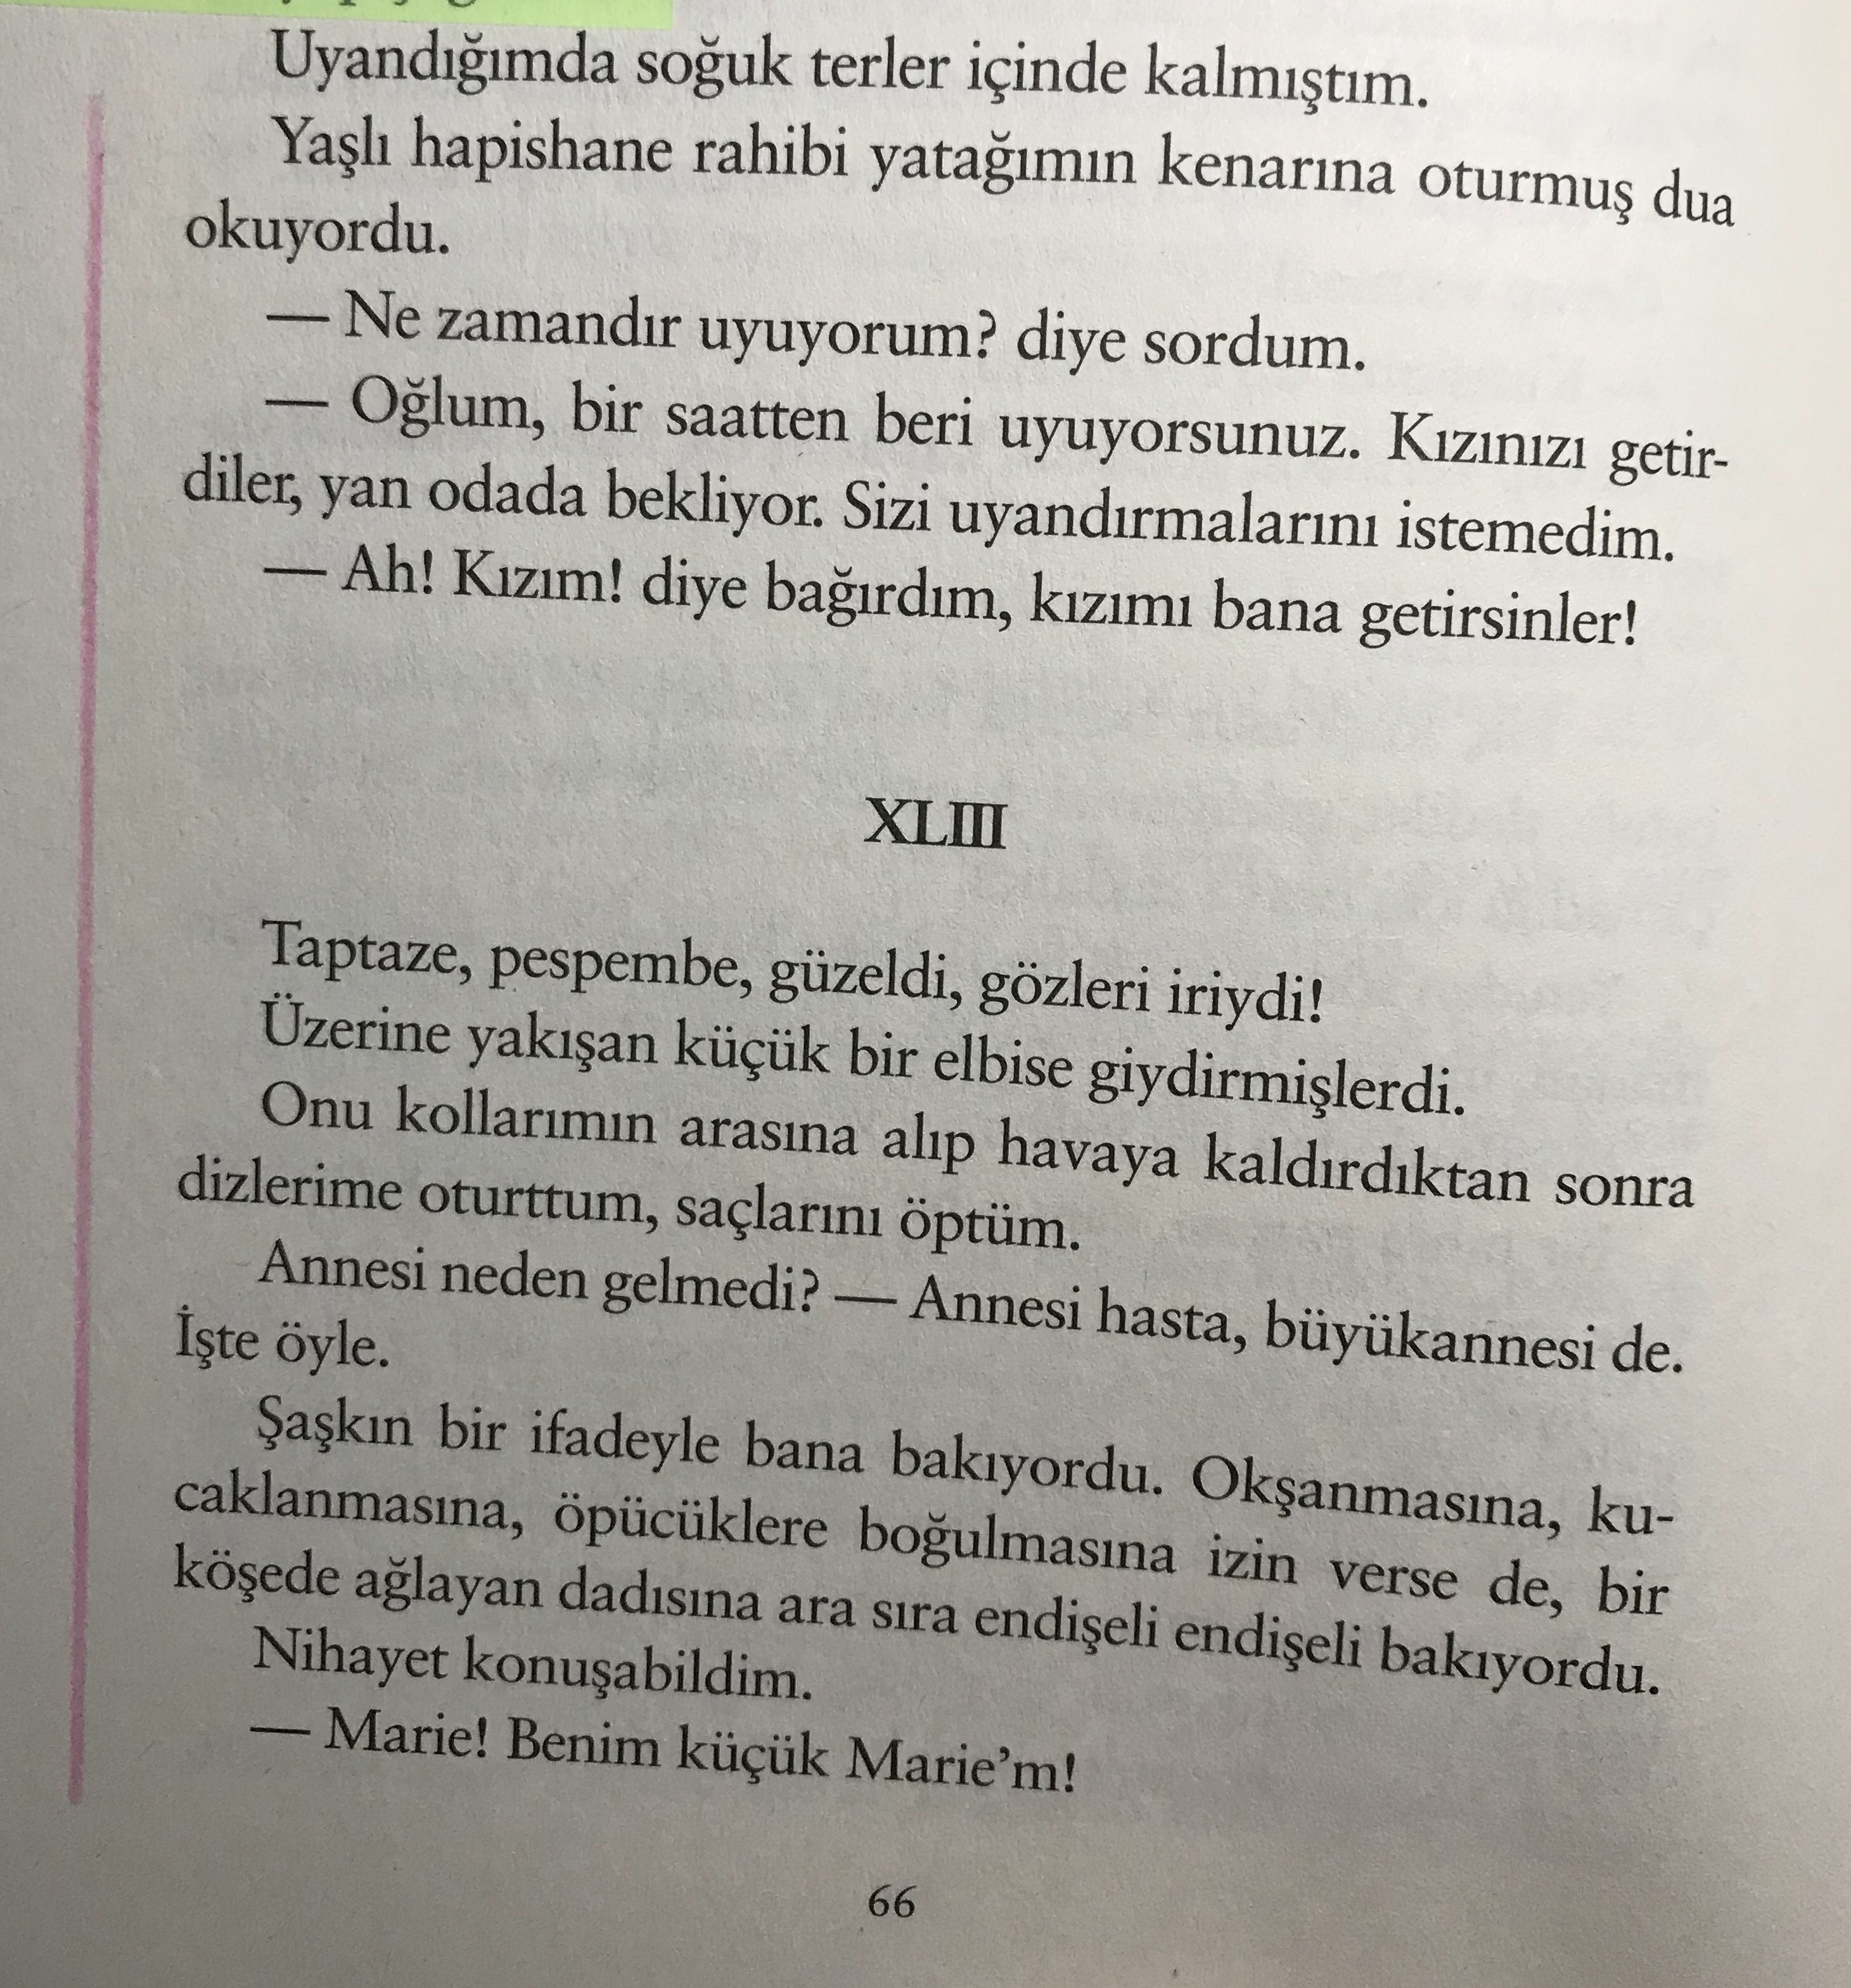 Uyandığımda soğuk terler içinde kalmıştım.
Yaşlı hapishane rahibi yatağımın kenarına oturmuş dua
okuyordu.
— Ne zamandır uyuyorum? diye sordum.
— Oğlum, bir saatten beri uyuyorsunuz. Kızınızı getir-
diler, yan odada bekliyor. Sizi uyandırmalarını istemedim.
— Ah! Kızım! diye bağırdım, kızımı bana getirsinler!
XLIII
Taptaze, pespembe, güzeldi, gözleri iriydi!
Üzerine yakışan küçük bir elbise giydirmişlerdi.
Onu kollarımın arasına alıp havaya kaldırdıktan sonra
dizlerime oturttum, saçlarını öptüm.
Annesi neden gelmedi? — Annesi hasta, büyükannesi de.
İşte öyle.
Şaşkın bir ifadeyle bana bakıyordu. Okşanmasına, ku-
caklanmasına, öpücüklere boğulmasına izin verse de, bir
köşede ağlayan dadısına ara sıra endişeli endişeli bakıyordu.
Nihayet konuşabildim.
— Marie! Benim küçük Marie'm!
66